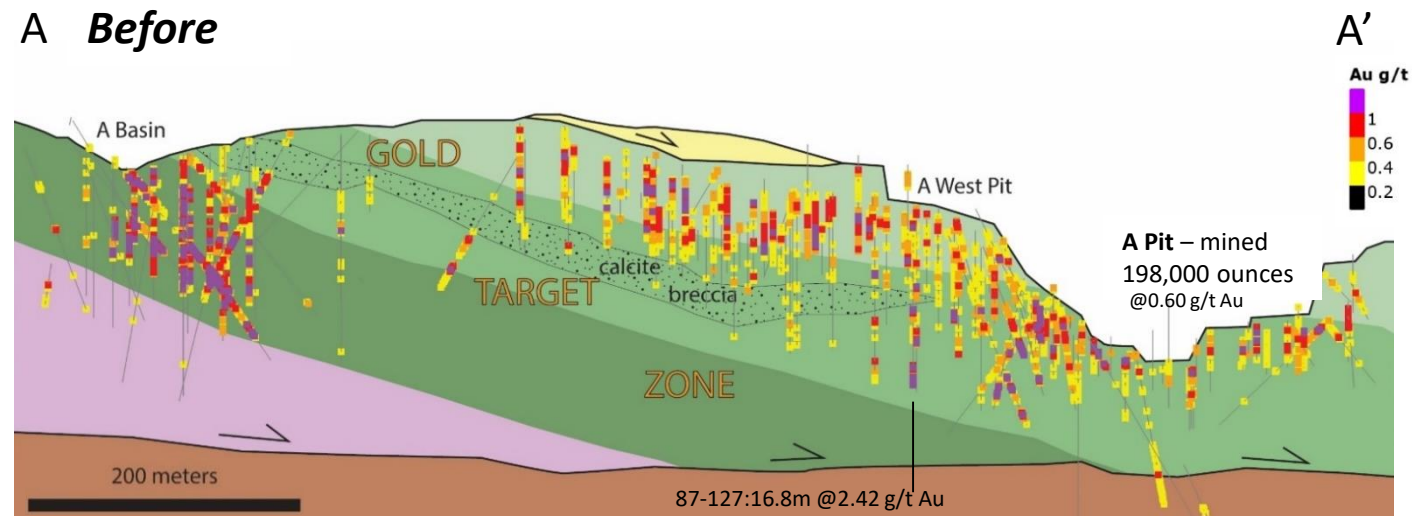 A Before A’
Au g/t
1
0.6
0.4
0.2
A Basin
GOLD
A West Pit
A Pit – mined
198,000 ounces
@0.60 g/t Au
calcite
breccia
TARGET
ZONE
200 meters
87-127:16.8m @2.42 g/t Au